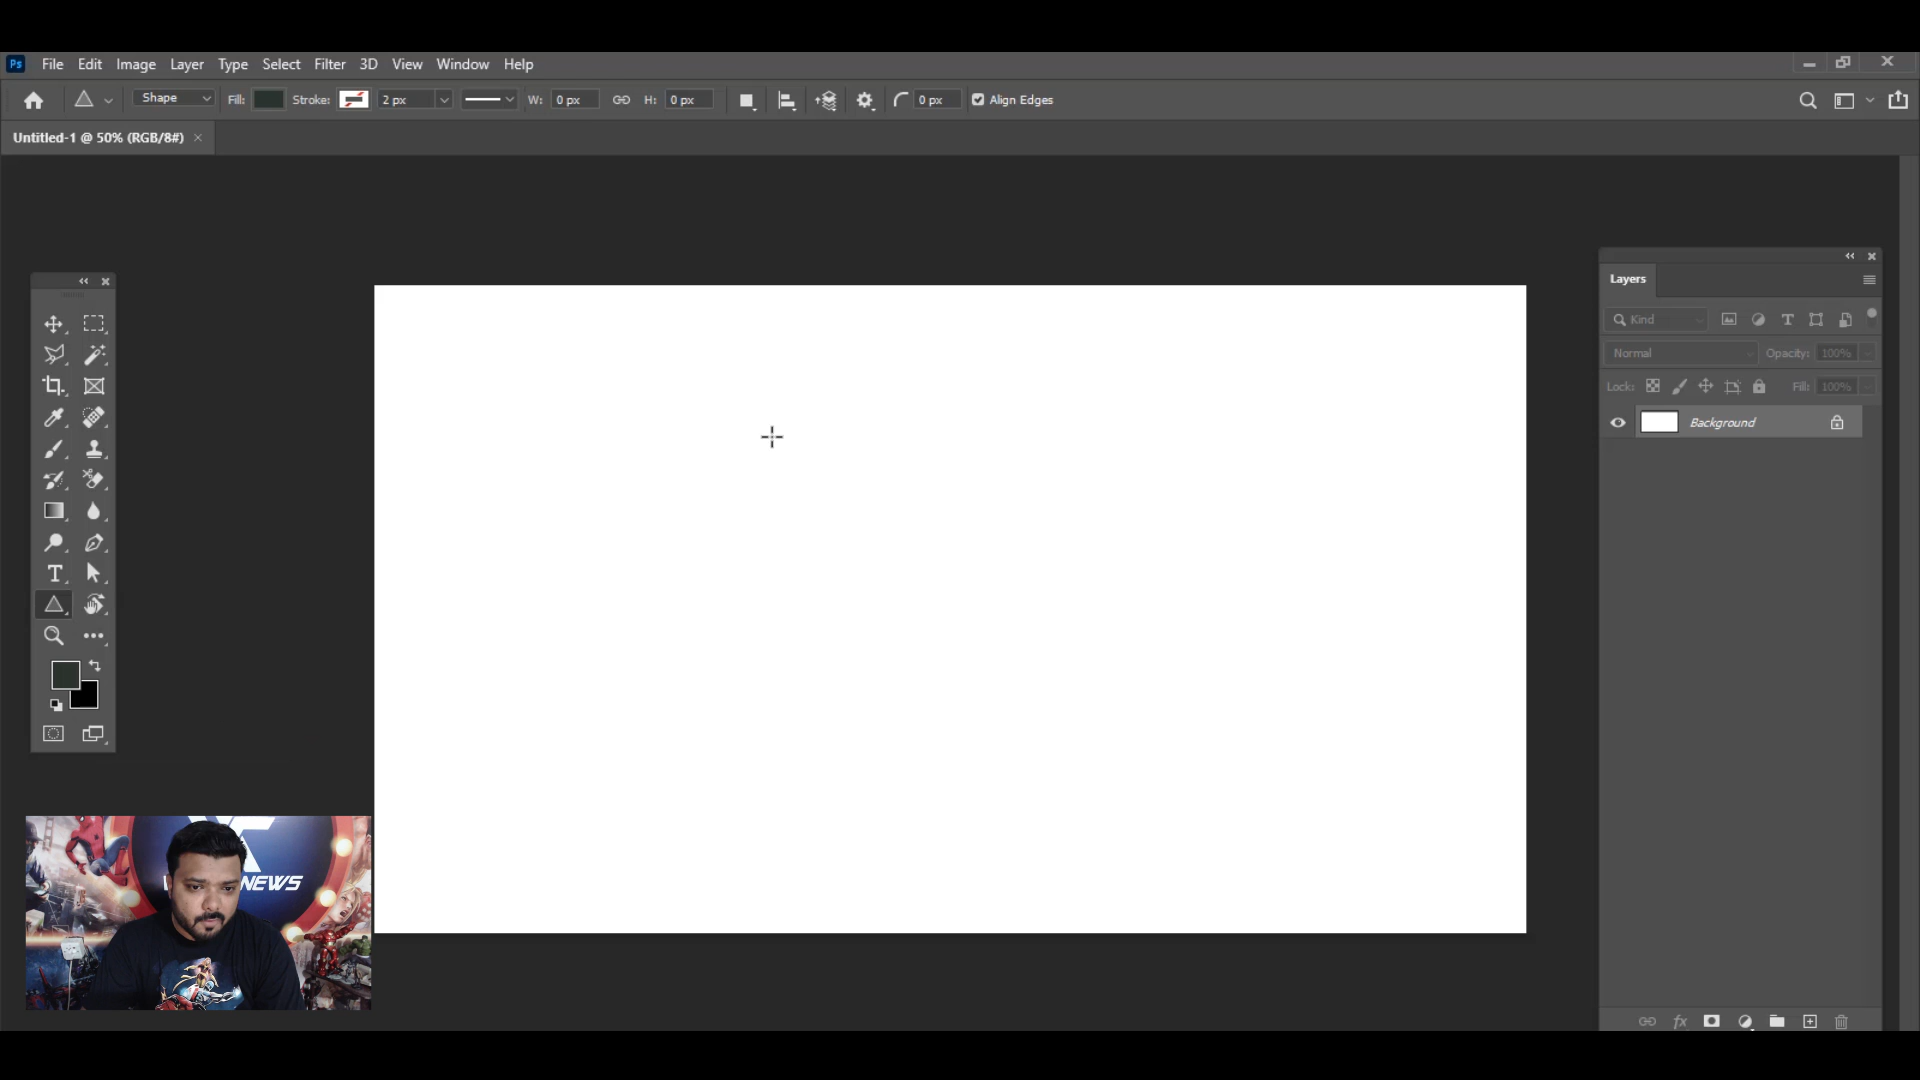 Ps File Edit Image Layer Type Select Filter 3D View Window Help
Shape Fill: Stroke: 2 px W: 0 px H: 0 px 0 px Align Edges
Untitled-1 @ 50% (RGB/8#)
Layers
Kind
Normal Opacity: 100%
Lock: Fill: 100%
Background
NEWS